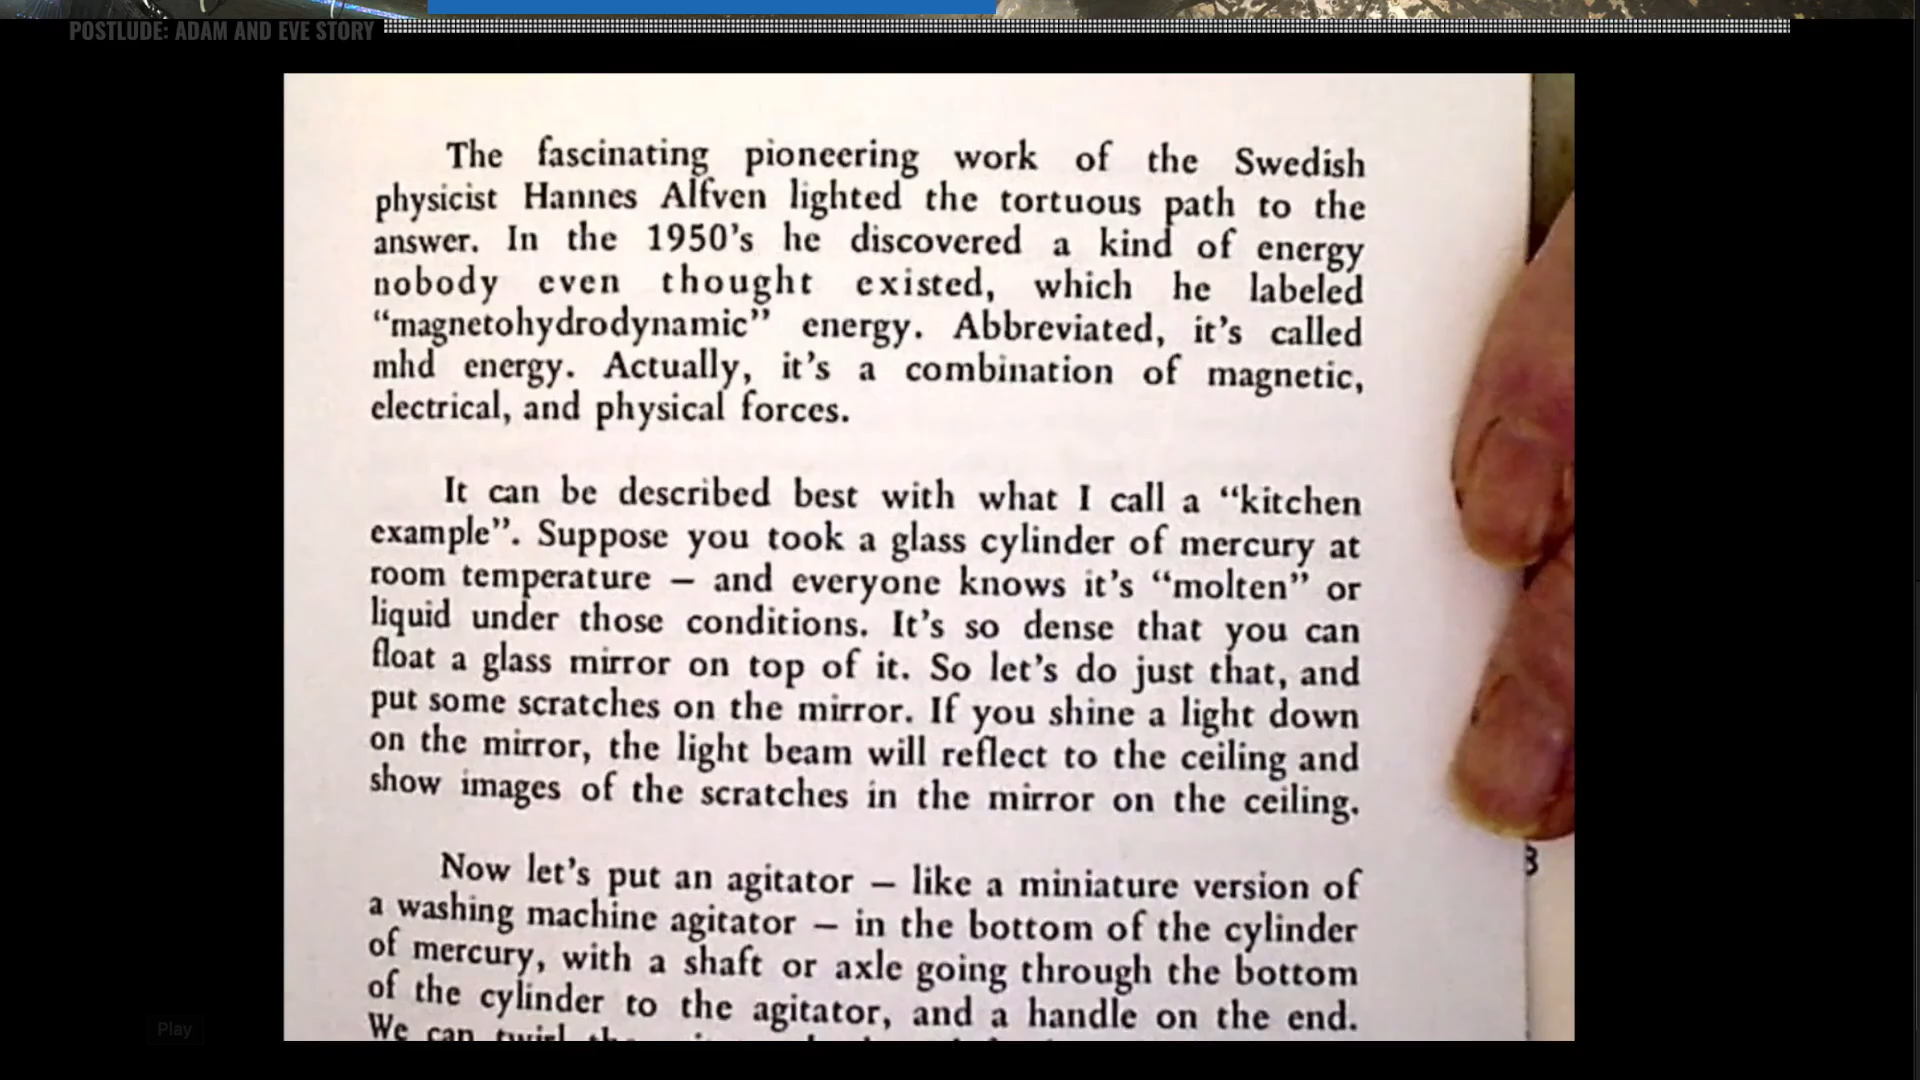 POSTLUDE: ADAM AND EVE STORY
The fascinating pioneering work of the Swedish
physicist Hannes Alfven lighted the tortuous path to the
answer. In the 1950's he discovered a kind of energy
nobody even thought existed, which he labeled
“magnetohydrodynamic” energy. Abbreviated, it's called
mhd energy. Actually, it's a combination of magnetic,
electrical, and physical forces.
It can be described best with what I call a “kitchen
example”. Suppose you took a glass cylinder of mercury at
room temperature – and everyone knows it's “molten” or
liquid under those conditions. It's so dense that you can
float a glass mirror on top of it. So let's do just that, and
put some scratches on the mirror. If you shine a light down
on the mirror, the light beam will reflect to the ceiling and
show images of the scratches in the mirror on the ceiling.
Now let's put an agitator – like a miniature version of
a washing machine agitator – in the bottom of the cylinder
of mercury, with a shaft or axle going through the bottom
of the cylinder to the agitator, and a handle on the end.
We can twirl
Play